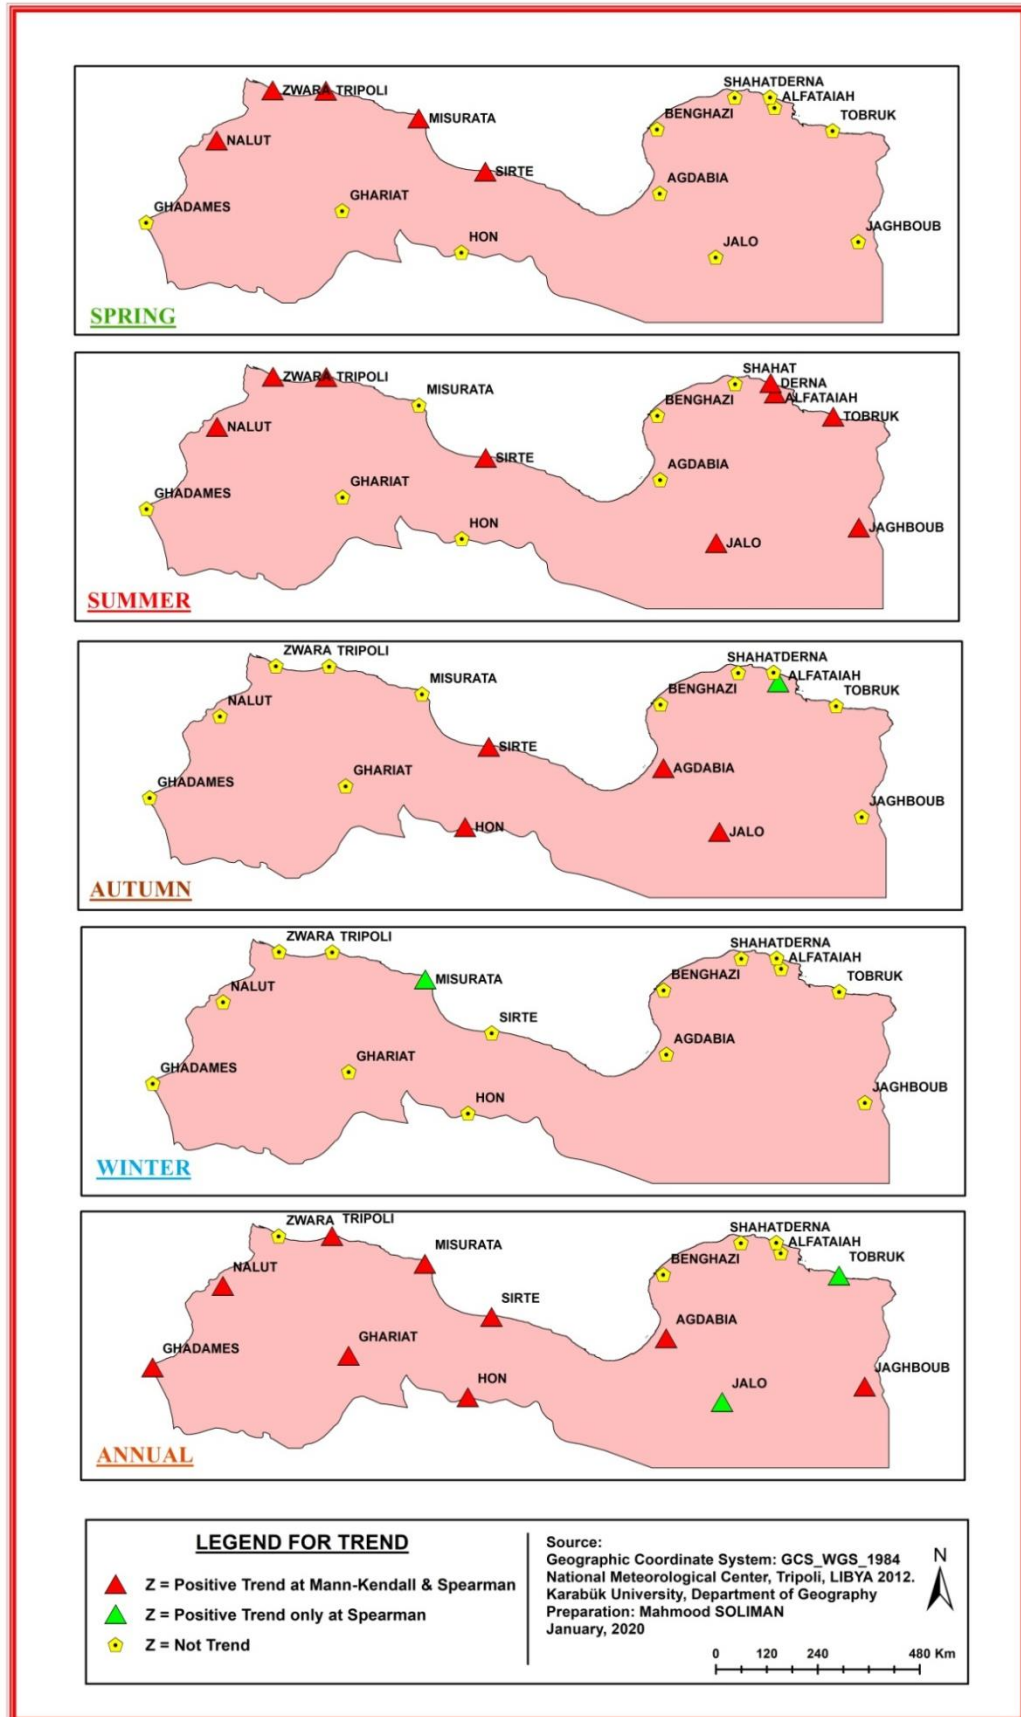 ZWARA TRIPOLI
MISURATA
NALUT
SIRTE
GHARIAT
GHADAMES
HON
SHAHATDERNA
ALFATAIAH
BENGHAZI
TOBRUK
AGDABIA
JAGHBOUB
JALO
SPRING
ZWARA TRIPOLI
MISURATA
NALUT
SIRTE
GHARIAT
GHADAMES
HON
SHAHAT
DERNA
ALFATAIAH
BENGHAZI
TOBRUK
AGDABIA
JAGHBOUB
JALO
SUMMER
ZWARA TRIPOLI
MISURATA
NALUT
SIRTE
GHARIAT
GHADAMES
HON
SHAHATDERNA
ALFATAIAH
BENGHAZI
TOBRUK
AGDABIA
JAGHBOUB
JALO
AUTUMN
ZWARA TRIPOLI
MISURATA
NALUT
SIRTE
GHARIAT
GHADAMES
HON
SHAHATDERNA
ALFATAIAH
BENGHAZI
TOBRUK
AGDABIA
JAGHBOUB
WINTER
ZWARA TRIPOLI
MISURATA
NALUT
SIRTE
GHARIAT
GHADAMES
HON
SHAHATDERNA
ALFATAIAH
BENGHAZI
TOBRUK
AGDABIA
JAGHBOUB
JALO
ANNUAL
LEGEND FOR TREND
Z = Positive Trend at Mann-Kendall & Spearman
Z = Positive Trend only at Spearman
Z = Not Trend
Source:
Geographic Coordinate System: GCS_WGS_1984
National Meteorological Center, Tripoli, LIBYA 2012.
Karabük University, Department of Geography
Preparation: Mahmood SOLIMAN
January, 2020
N
0 120 240 480 Km